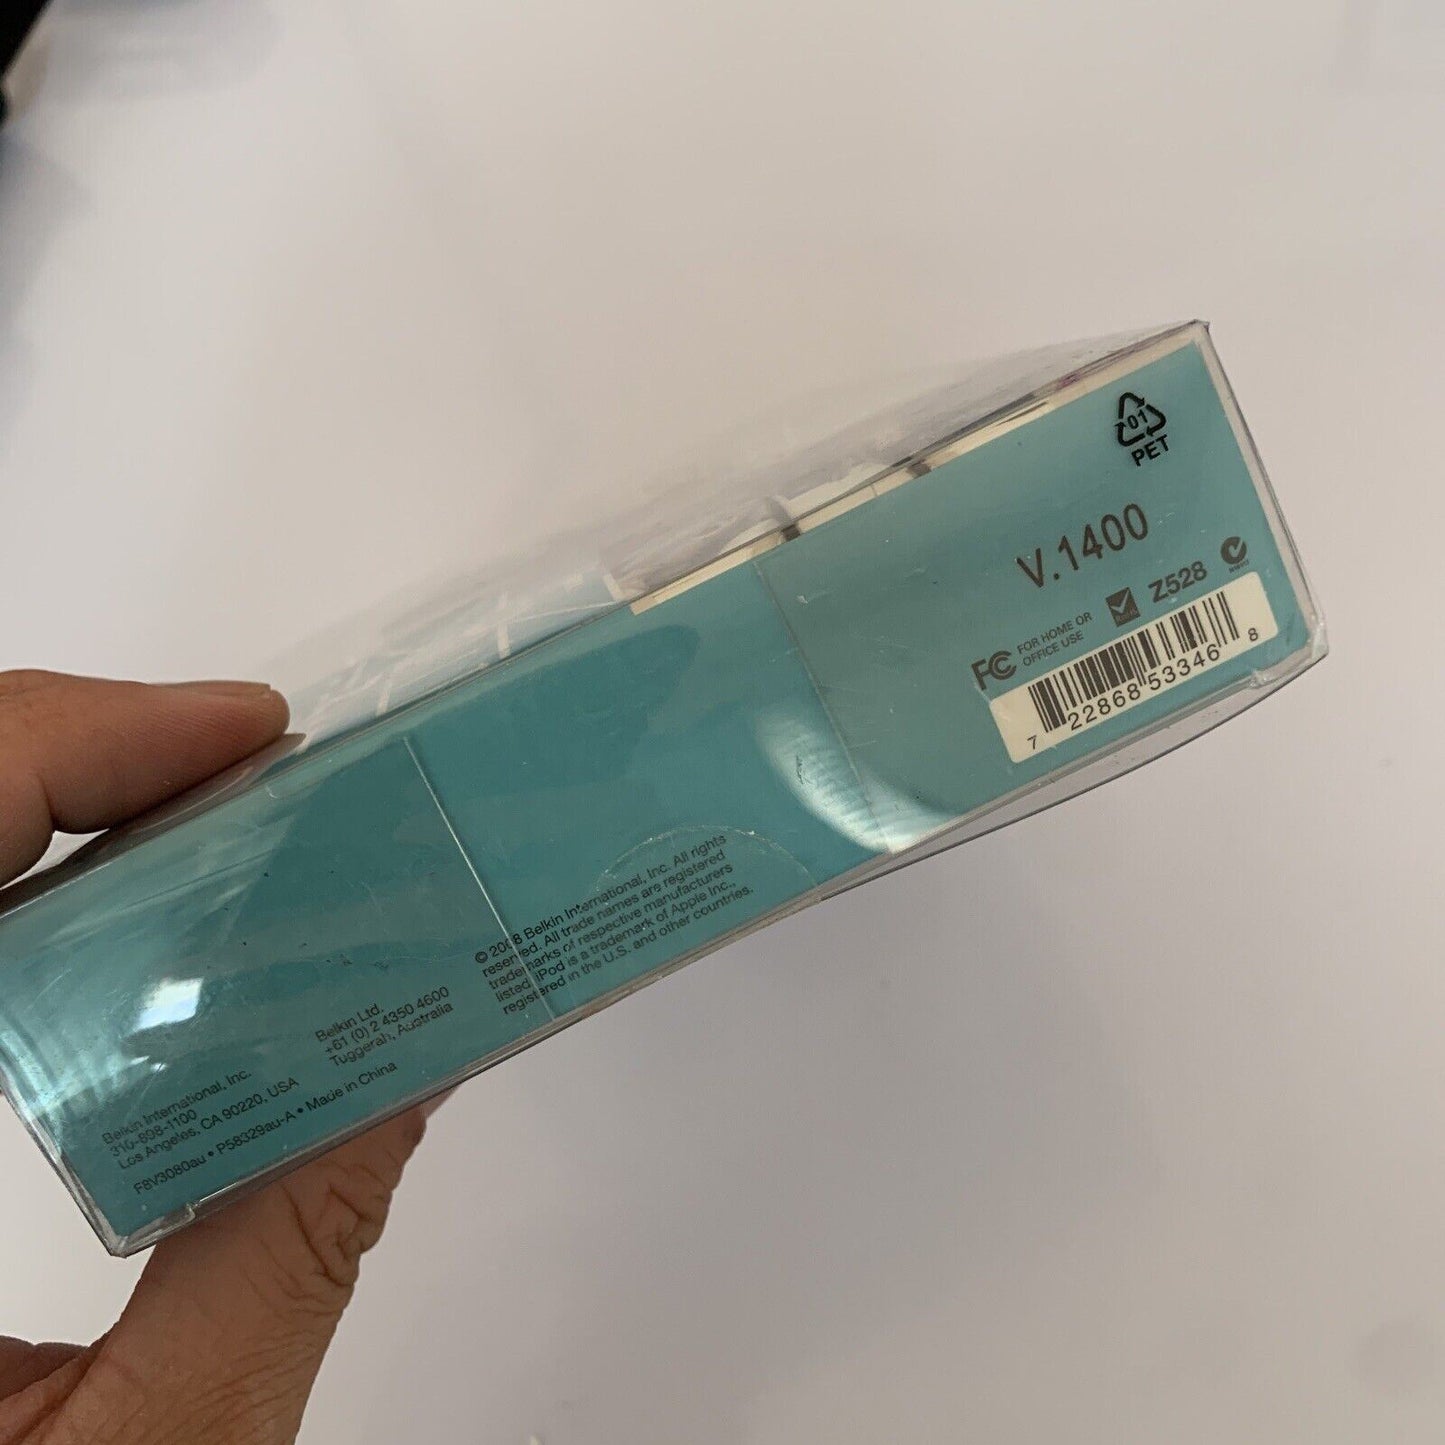 01
PET
V.1400
FC FOR HOME OR
OFFICE USE
Z528
7 22868 53346 8
© 2008 Belkin International, Inc. All rights
reserved. All trade names are registered
trademarks of respective manufacturers
listed. iPod is a trademark of Apple Inc.,
registered in the U.S. and other countries.
Belkin Ltd.
+61 (0) 2 4350 4600
Tuggerah, Australia
Belkin International, Inc.
310-898-1100
Los Angeles, CA 90220, USA
F8V3080au • P58329au-A • Made in China